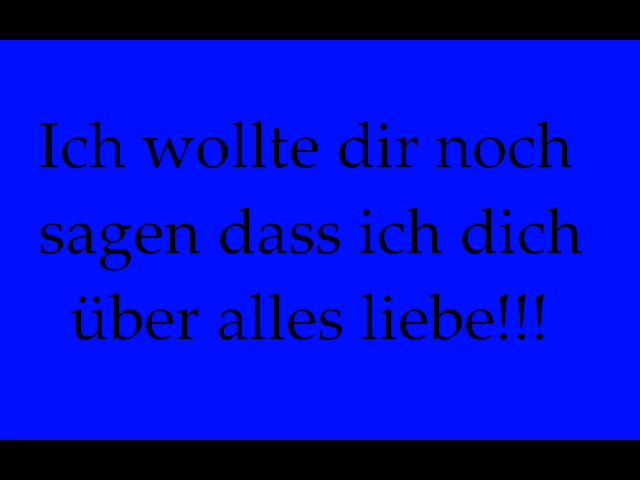 Ich wollte dir noch
sagen dass ich dich
über alles liebe!!!